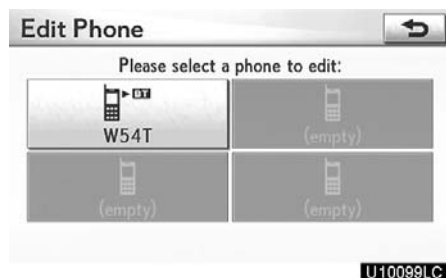 Edit Phone
Please select a phone to edit:
BT
W54T
(empty)
(empty)
(empty)
U10099LC